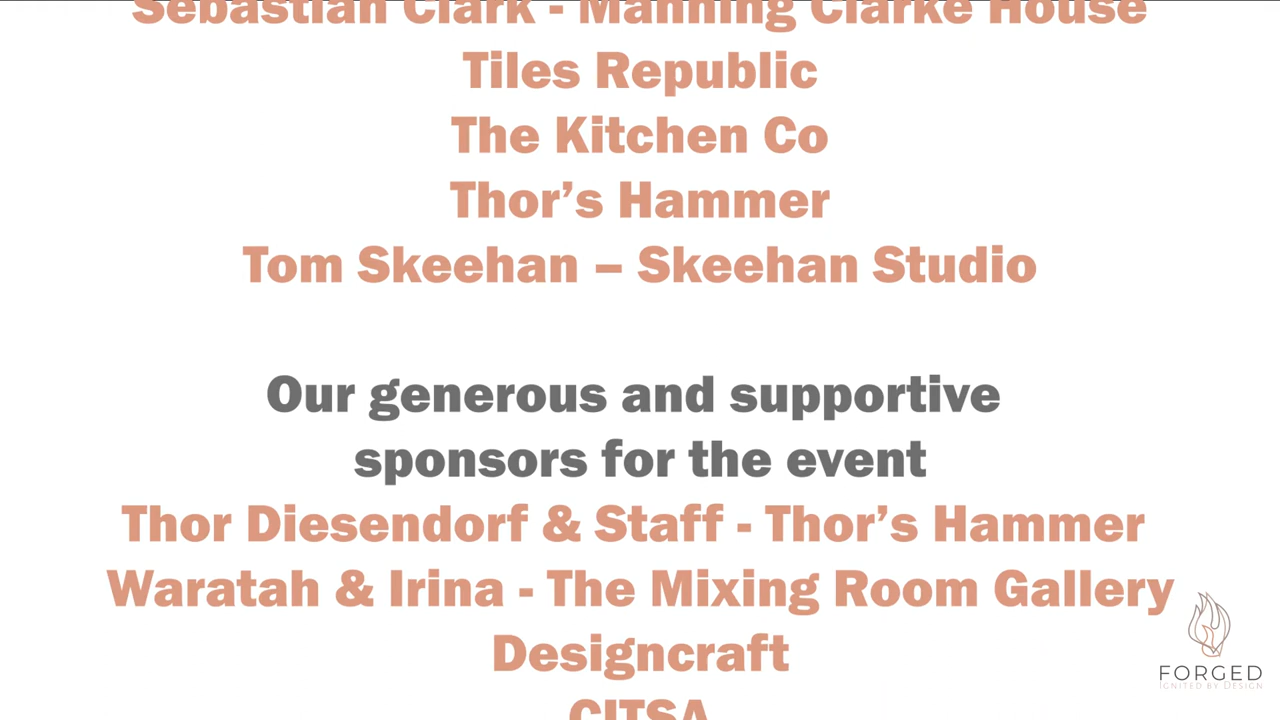 Sebastian Clark - Manning Clarke House
Tiles Republic
The Kitchen Co
Thor’s Hammer
Tom Skeehan – Skeehan Studio
Our generous and supportive
sponsors for the event
Thor Diesendorf & Staff - Thor’s Hammer
Waratah & Irina - The Mixing Room Gallery
Designcraft
CITSA
FORGED
IGNITED BY DESIGN